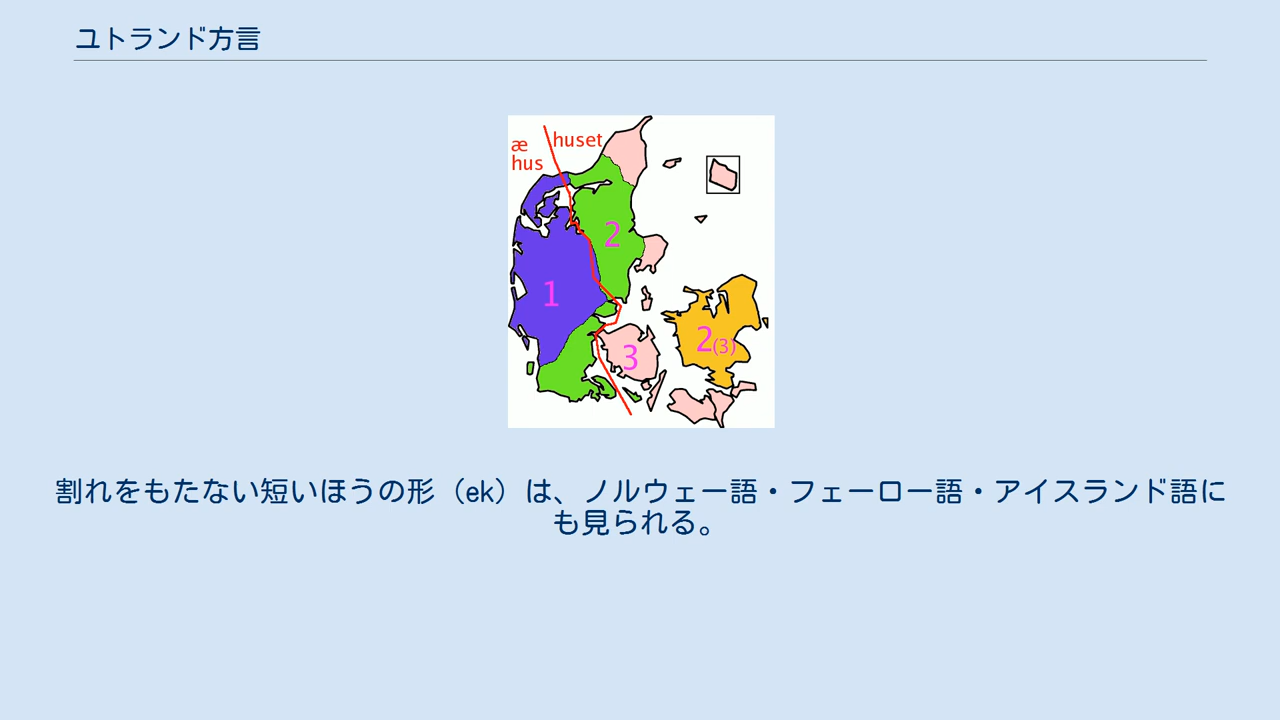 ユトランド方言
æ
hus
huset
2
1
3
2(3)
割れをもたない短いほうの形（ek）は、ノルウェー語・フェーロー語・アイスランド語に
も見られる。